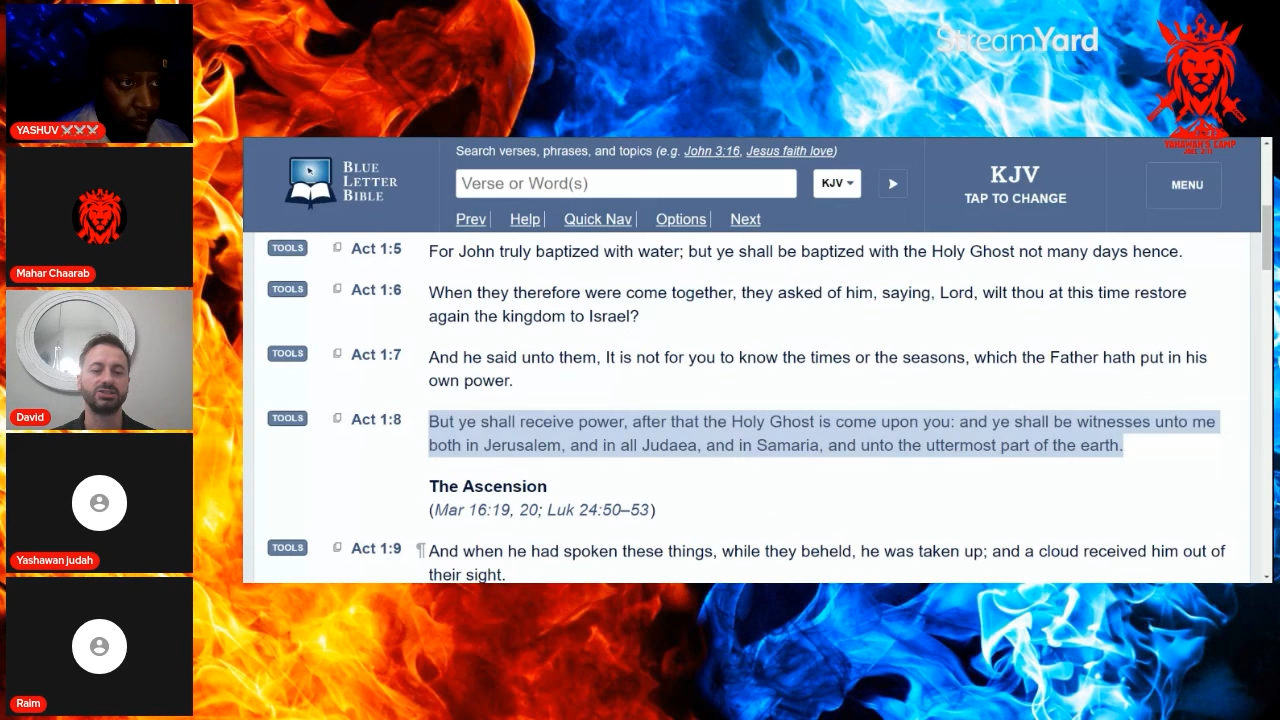 StreamYard
YASHUV ⚔⚔⚔
Mahar Chaarab
David
Yashawan judah
Raim
YAHAWAH'S CAMP
BLUE
LETTER
BIBLE
Search verses, phrases, and topics (e.g. John 3:16, Jesus faith love)
Verse or Word(s)
KJV
Prev | Help | Quick Nav | Options | Next
KJV
TAP TO CHANGE
MENU
TOOLS Act 1:5 For John truly baptized with water; but ye shall be baptized with the Holy Ghost not many days hence.
TOOLS Act 1:6 When they therefore were come together, they asked of him, saying, Lord, wilt thou at this time restore
again the kingdom to Israel?
TOOLS Act 1:7 And he said unto them, It is not for you to know the times or the seasons, which the Father hath put in his
own power.
TOOLS Act 1:8 But ye shall receive power, after that the Holy Ghost is come upon you: and ye shall be witnesses unto me
both in Jerusalem, and in all Judaea, and in Samaria, and unto the uttermost part of the earth.
The Ascension
(Mar 16:19, 20; Luk 24:50–53)
TOOLS Act 1:9 ¶ And when he had spoken these things, while they beheld, he was taken up; and a cloud received him out of
their sight.